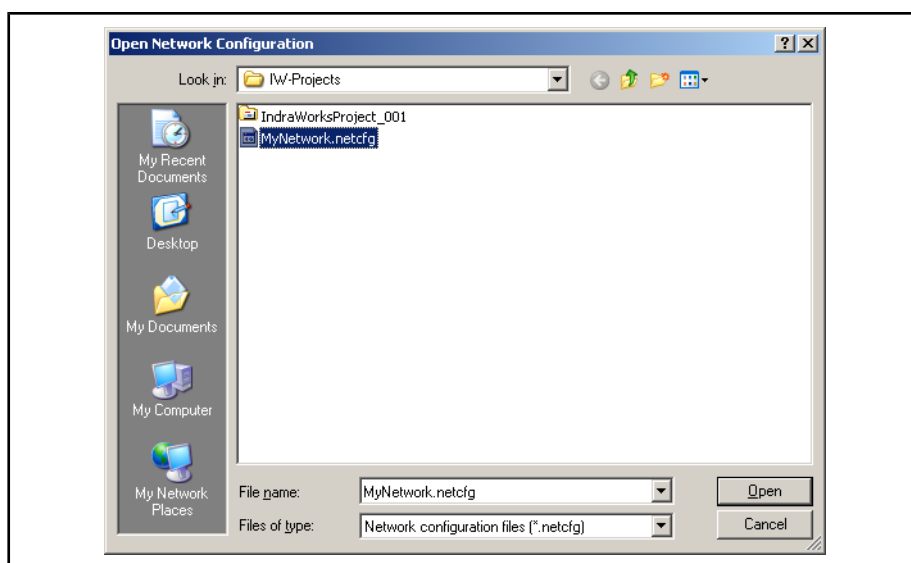 Open Network Configuration
Look in:
IW-Projects
IndraWorksProject_001
MyNetwork.netcfg
My Recent
Documents
Desktop
My Documents
My Computer
My Network
Places
File name:
MyNetwork.netcfg
Open
Files of type:
Network configuration files (*.netcfg)
Cancel